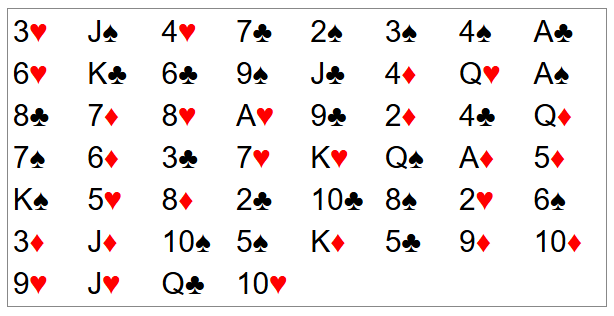 3♥ J♠ 4♥ 7♣ 2♠ 3♠ 4♠ A♣
6♥ K♣ 6♣ 9♠ J♣ 4♦ Q♥ A♠
8♣ 7♦ 8♥ A♥ 9♣ 2♦ 4♣ Q♦
7♠ 6♦ 3♣ 7♥ K♥ Q♠ A♦ 5♦
K♠ 5♥ 8♦ 2♣ 10♣ 8♠ 2♥ 6♠
3♦ J♦ 10♠ 5♠ K♦ 5♣ 9♦ 10♦
9♥ J♥ Q♣ 10♥